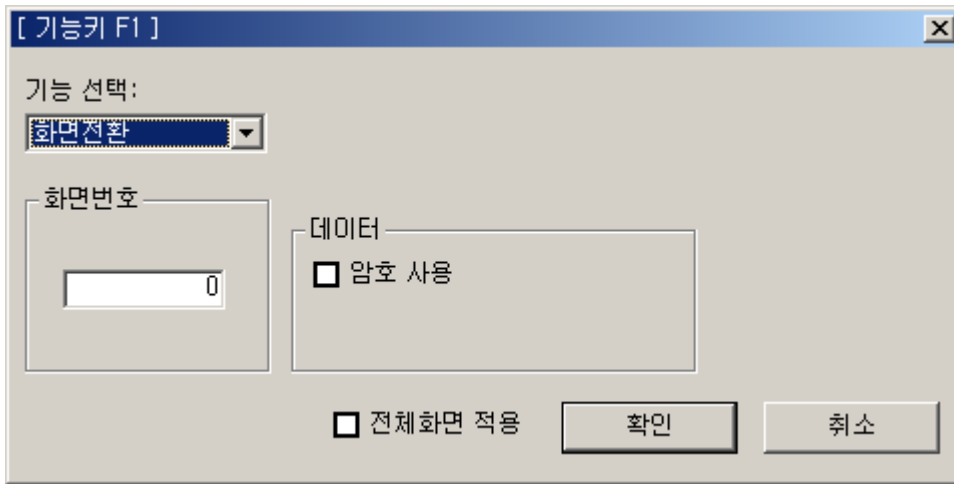 [ 기능키 F1 ]
기능 선택:
화면전환
화면번호
0
데이터
암호 사용
전체화면 적용
확인
취소